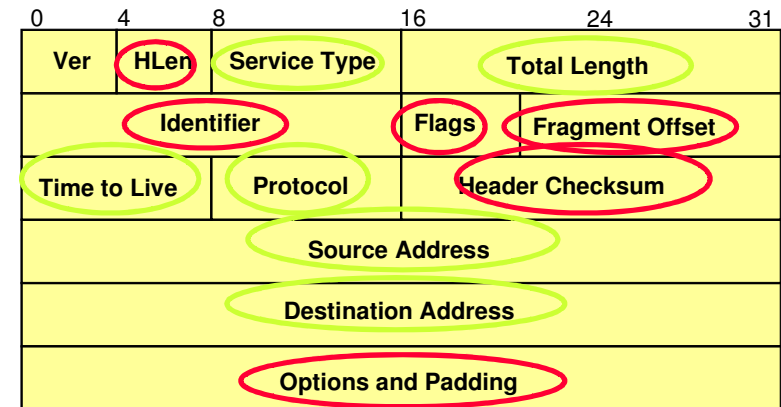 0 4 8 16 24 31
Ver HLen Service Type Total Length
Identifier Flags Fragment Offset
Time to Live Protocol Header Checksum
Source Address
Destination Address
Options and Padding